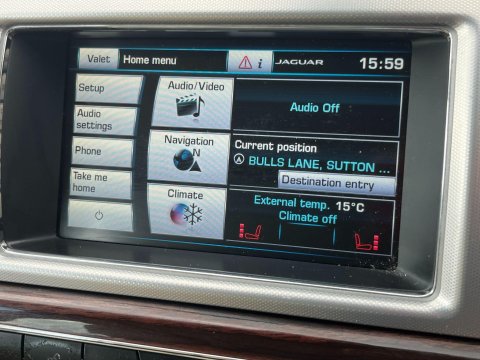 Valet
Home menu
i
JAGUAR
15:59
Setup
Audio/Video
Audio Off
Audio
settings
Phone
Navigation
N
Current position
BULLS LANE, SUTTON ...
Destination entry
Take me
home
Climate
External temp. 15°C
Climate off